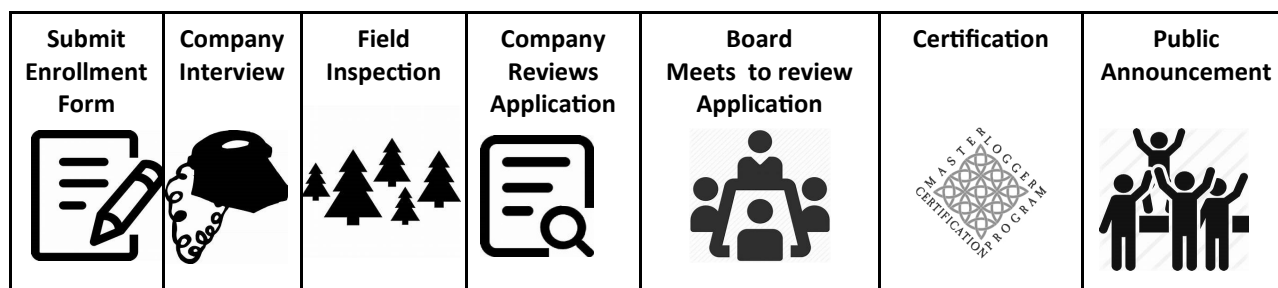 Submit
Enrollment
Form
Company
Interview
Field
Inspection
Company
Reviews
Application
Board
Meets to review
Application
Certification
Public
Announcement
MASTER LOGGER
CERTIFICATION PROGRAM